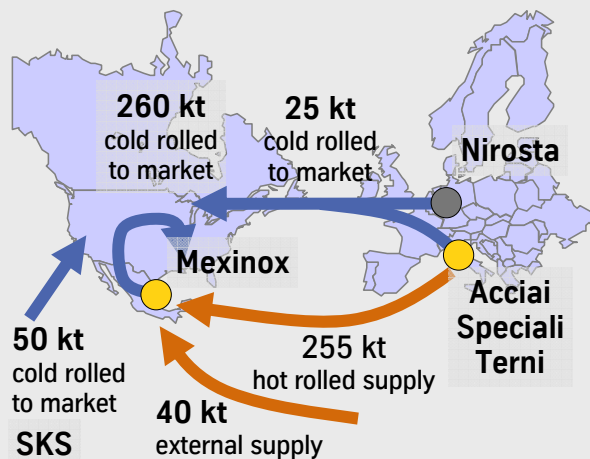 260 kt
cold rolled
to market
25 kt
cold rolled
to market
Nirosta
Mexinox
Acciai
Speciali
Terni
50 kt
cold rolled
to market
SKS
255 kt
hot rolled supply
40 kt
external supply